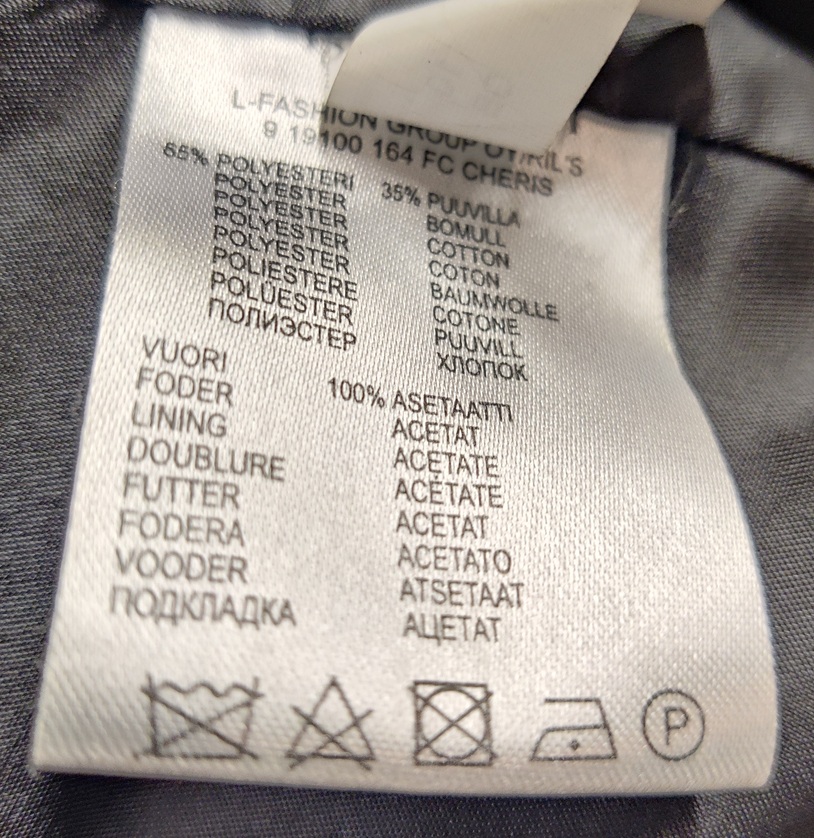 L-FASHION GROUP OY/RIL'S
9 19100 164 FC CHERIS
65% POLYESTERI 35% PUUVILLA
POLYESTER BOMULL
POLYESTER COTTON
POLYESTER COTON
POLYESTER BAUMWOLLE
POLIESTERE COTONE
POLÜESTER PUUVILL
ПОЛИЭСТЕР ХЛОПОК
VUORI 100% ASETAATTI
FODER ACETAT
LINING ACETATE
DOUBLURE ACÉTATE
FUTTER ACETAT
FODERA ACETATO
VOODER ATSETAAT
ПОДКЛАДКА АЦЕТАТ
P